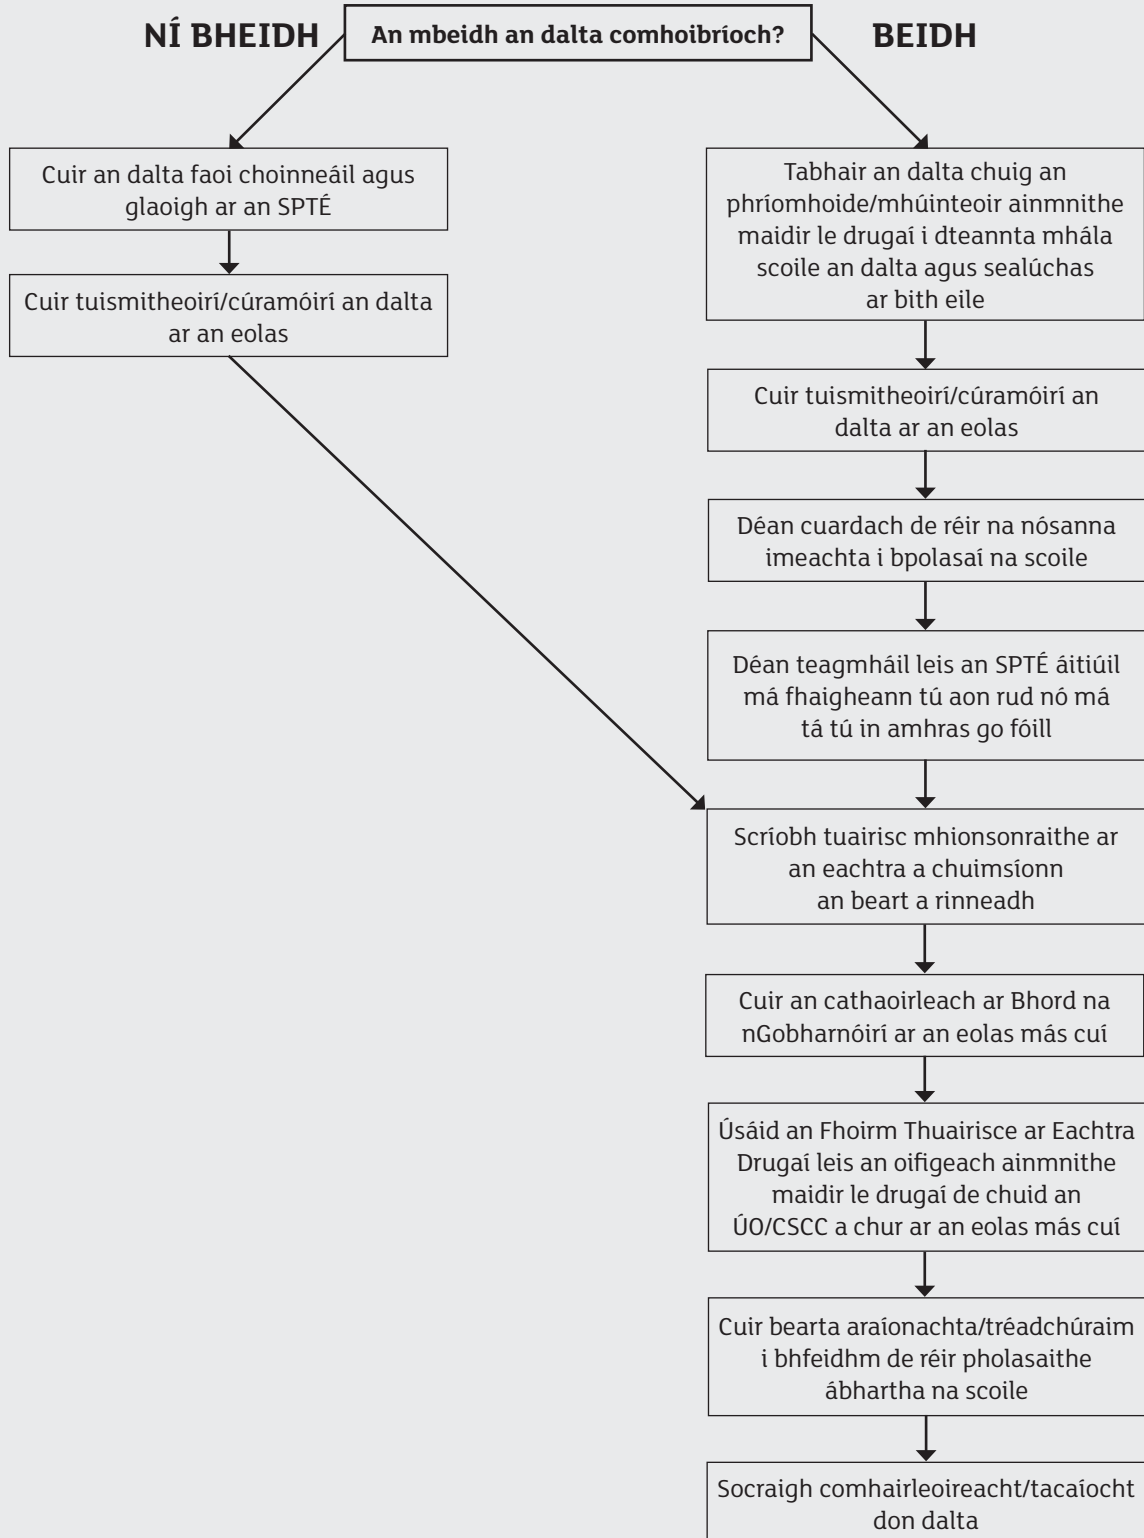 An mbeidh an dalta comhoibríoch?
NÍ BHEIDH
Cuir an dalta faoi choinneáil agus
glaoigh ar an SPTÉ
Cuir tuismitheoirí/cúramóirí an dalta
ar an eolas
BEIDH
Tabhair an dalta chuig an
phríomhoide/mhúinteoir ainmnithe
maidir le drugaí i dteannta mhála
scoile an dalta agus sealúchas
ar bith eile
Cuir tuismitheoirí/cúramóirí an
dalta ar an eolas
Déan cuardach de réir na nósanna
imeachta i bpolasaí na scoile
Déan teagmháil leis an SPTÉ áitiúil
má fhaigheann tú aon rud nó má
tá tú in amhras go fóill
Scríobh tuairisc mhionsonraithe ar
an eachtra a chuimsíonn
an beart a rinneadh
Cuir an cathaoirleach ar Bhord na
nGobharnóirí ar an eolas más cuí
Úsáid an Fhoirm Thuairisce ar Eachtra
Drugaí leis an oifigeach ainmnithe
maidir le drugaí de chuid an
ÚO/CSCC a chur ar an eolas más cuí
Cuir bearta araíonachta/tréadchúraim
i bhfeidhm de réir pholasaithe
ábhartha na scoile
Socraigh comhairleoireacht/tacaíocht
don dalta